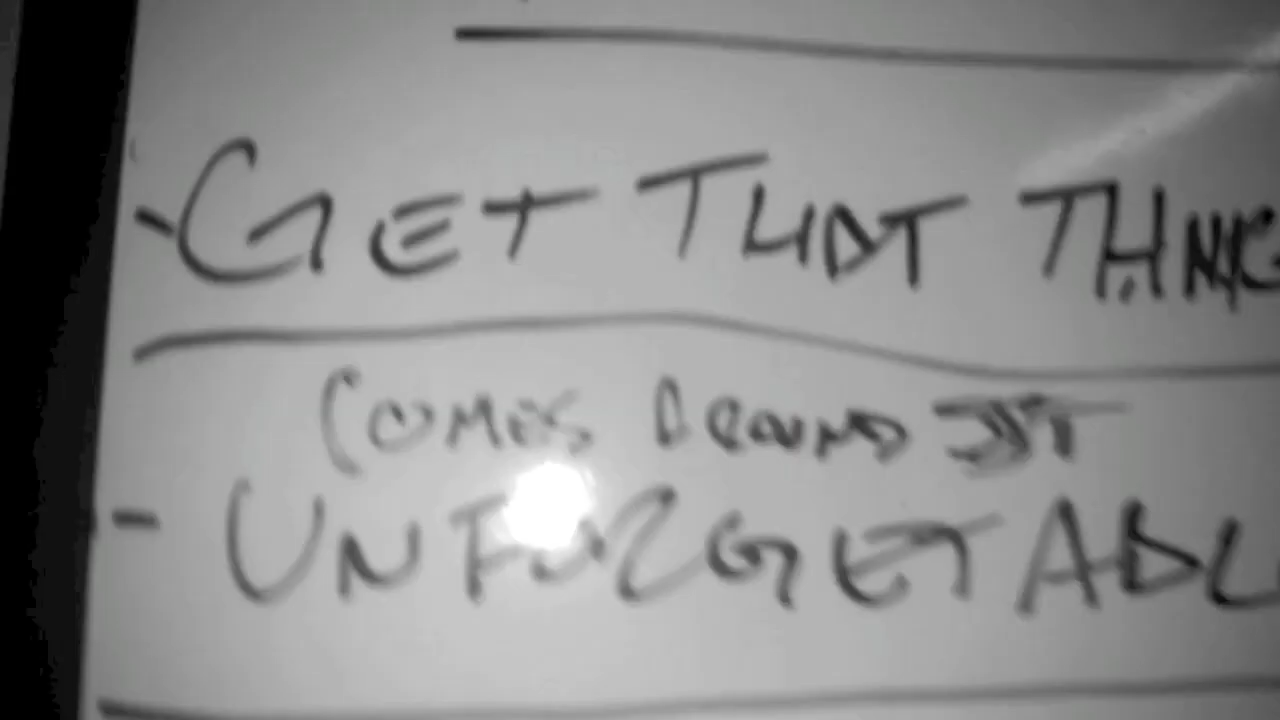 - GET THAT THING
COMES AROUND
- UNFORGETABL